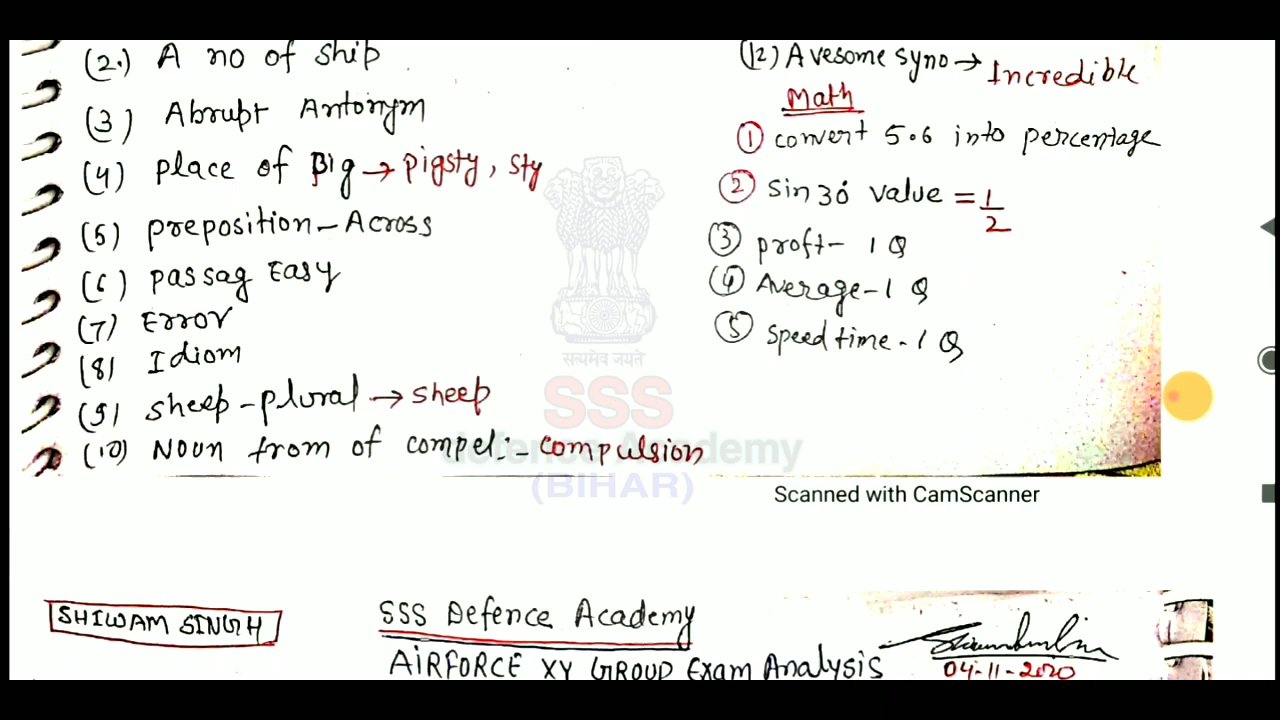 (2.) A no of ship
(3) Abrupt Antonym
(4) place of pig → pigsty, sty
(5) preposition - Across
(6) passag Easy
(7) Error
(8) Idiom
(9) sheep - plural → sheep
(10) Noun from of compel :- compulsion
(12) Avesome syno → Incredible
Math
① convert 5.6 into percentage
② sin 30° value = 1/2
③ proft - 1 Q
④ Average - 1 Q
⑤ speed time - 1 Q
सत्यमेव जयते
SSS
defence Academy
(BIHAR)
Scanned with CamScanner
SHIWAM SINGH
SSS Defence Academy
AIRFORCE XY GROUP Exam Analysis
04-11-2020